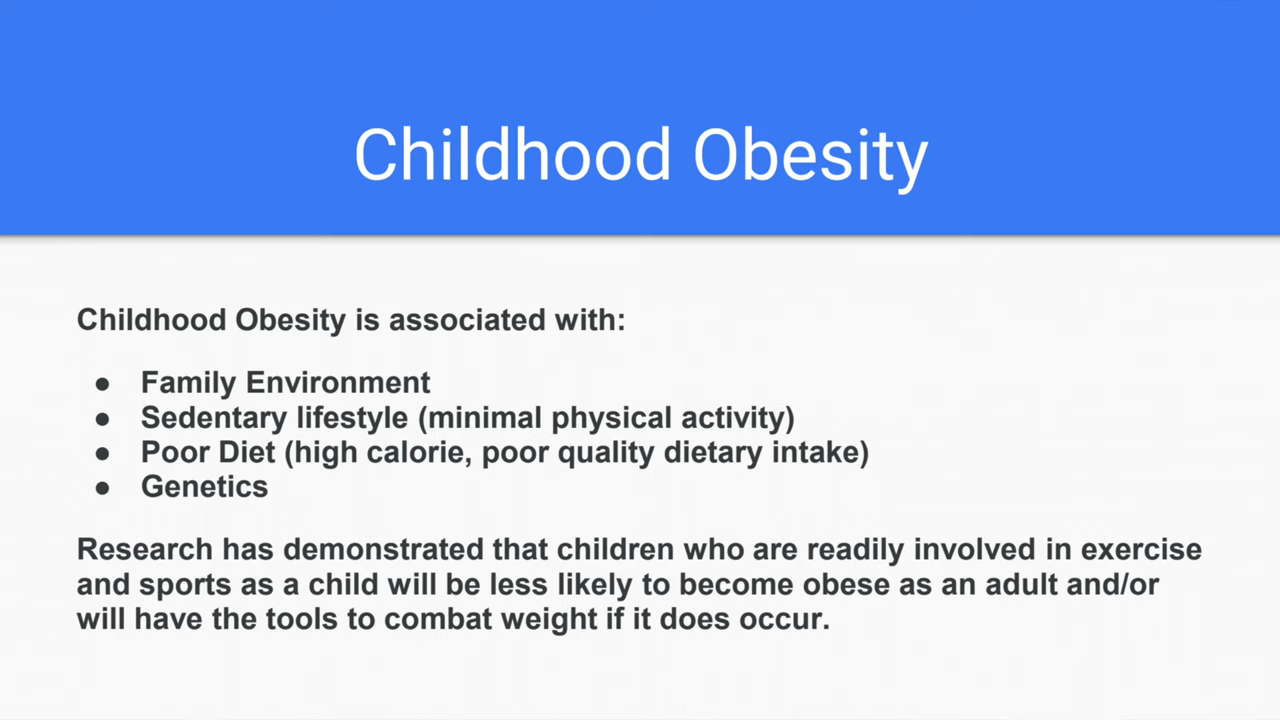 Childhood Obesity
Childhood Obesity is associated with:
● Family Environment
● Sedentary lifestyle (minimal physical activity)
● Poor Diet (high calorie, poor quality dietary intake)
● Genetics
Research has demonstrated that children who are readily involved in exercise
and sports as a child will be less likely to become obese as an adult and/or
will have the tools to combat weight if it does occur.